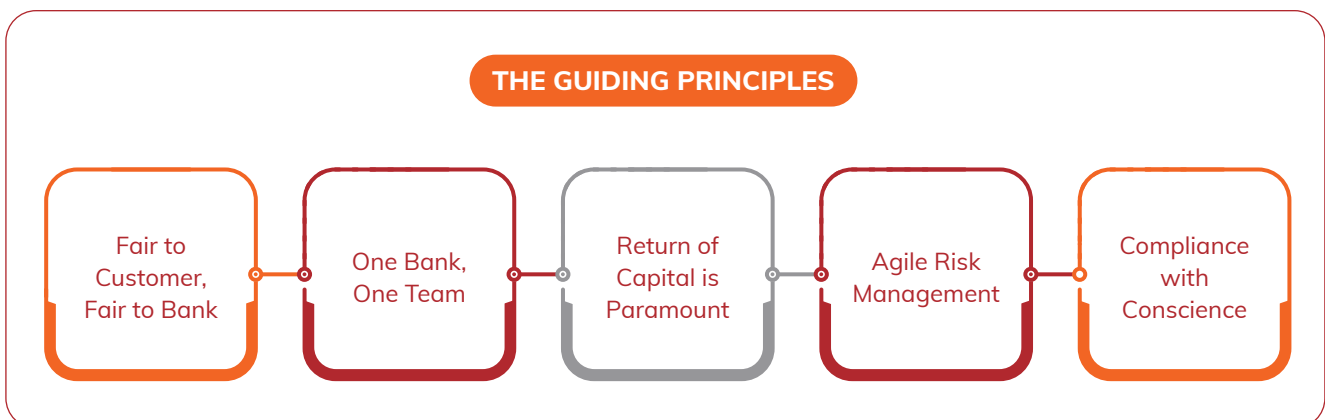 THE GUIDING PRINCIPLES
Fair to
Customer,
Fair to Bank
One Bank,
One Team
Return of
Capital is
Paramount
Agile Risk
Management
Compliance
with
Conscience